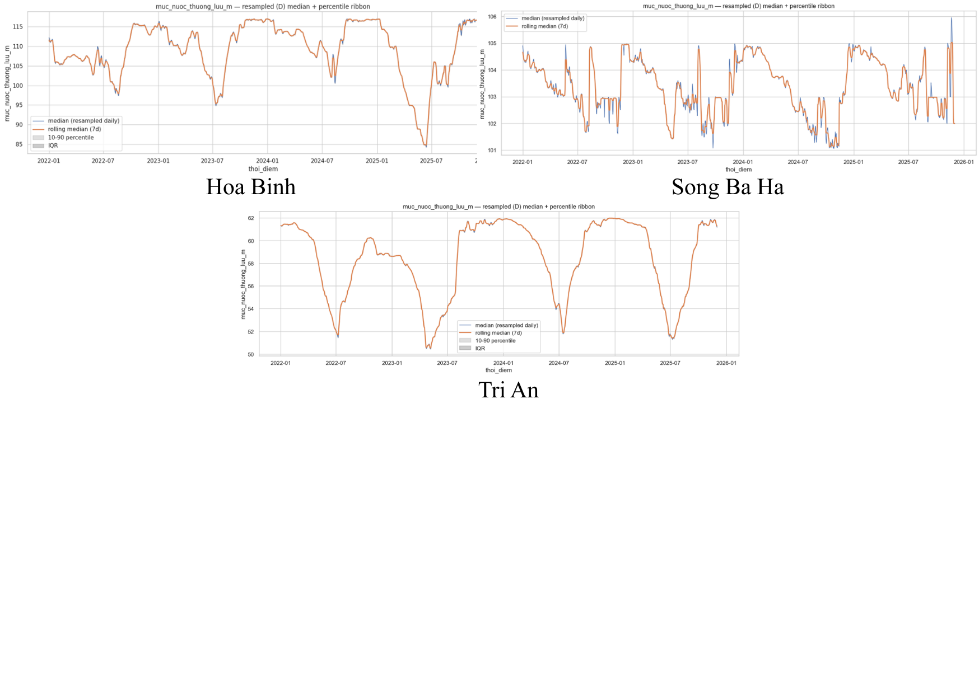 muc_nuoc_thuong_luu_m — resampled (D) median + percentile ribbon
muc_nuoc_thuong_luu_m
115
110
105
100
95
90
85
median (resampled daily)
rolling median (7d)
10-90 percentile
IQR
2022-01 2022-07 2023-01 2023-07 2024-01 2024-07 2025-01 2025-07
thoi_diem
Hoa Binh
muc_nuoc_thuong_luu_m — resampled (D) median + percentile ribbon
muc_nuoc_thuong_luu_m
106
105
104
103
102
101
median (resampled daily)
rolling median (7d)
2022-01 2022-07 2023-01 2023-07 2024-01 2024-07 2025-01 2025-07 2026-01
thoi_diem
Song Ba Ha
muc_nuoc_thuong_luu_m — resampled (D) median + percentile ribbon
muc_nuoc_thuong_luu_m
62
60
58
56
54
52
50
median (resampled daily)
rolling median (7d)
10-90 percentile
IQR
2022-01 2022-07 2023-01 2023-07 2024-01 2024-07 2025-01 2025-07 2026-01
thoi_diem
Tri An